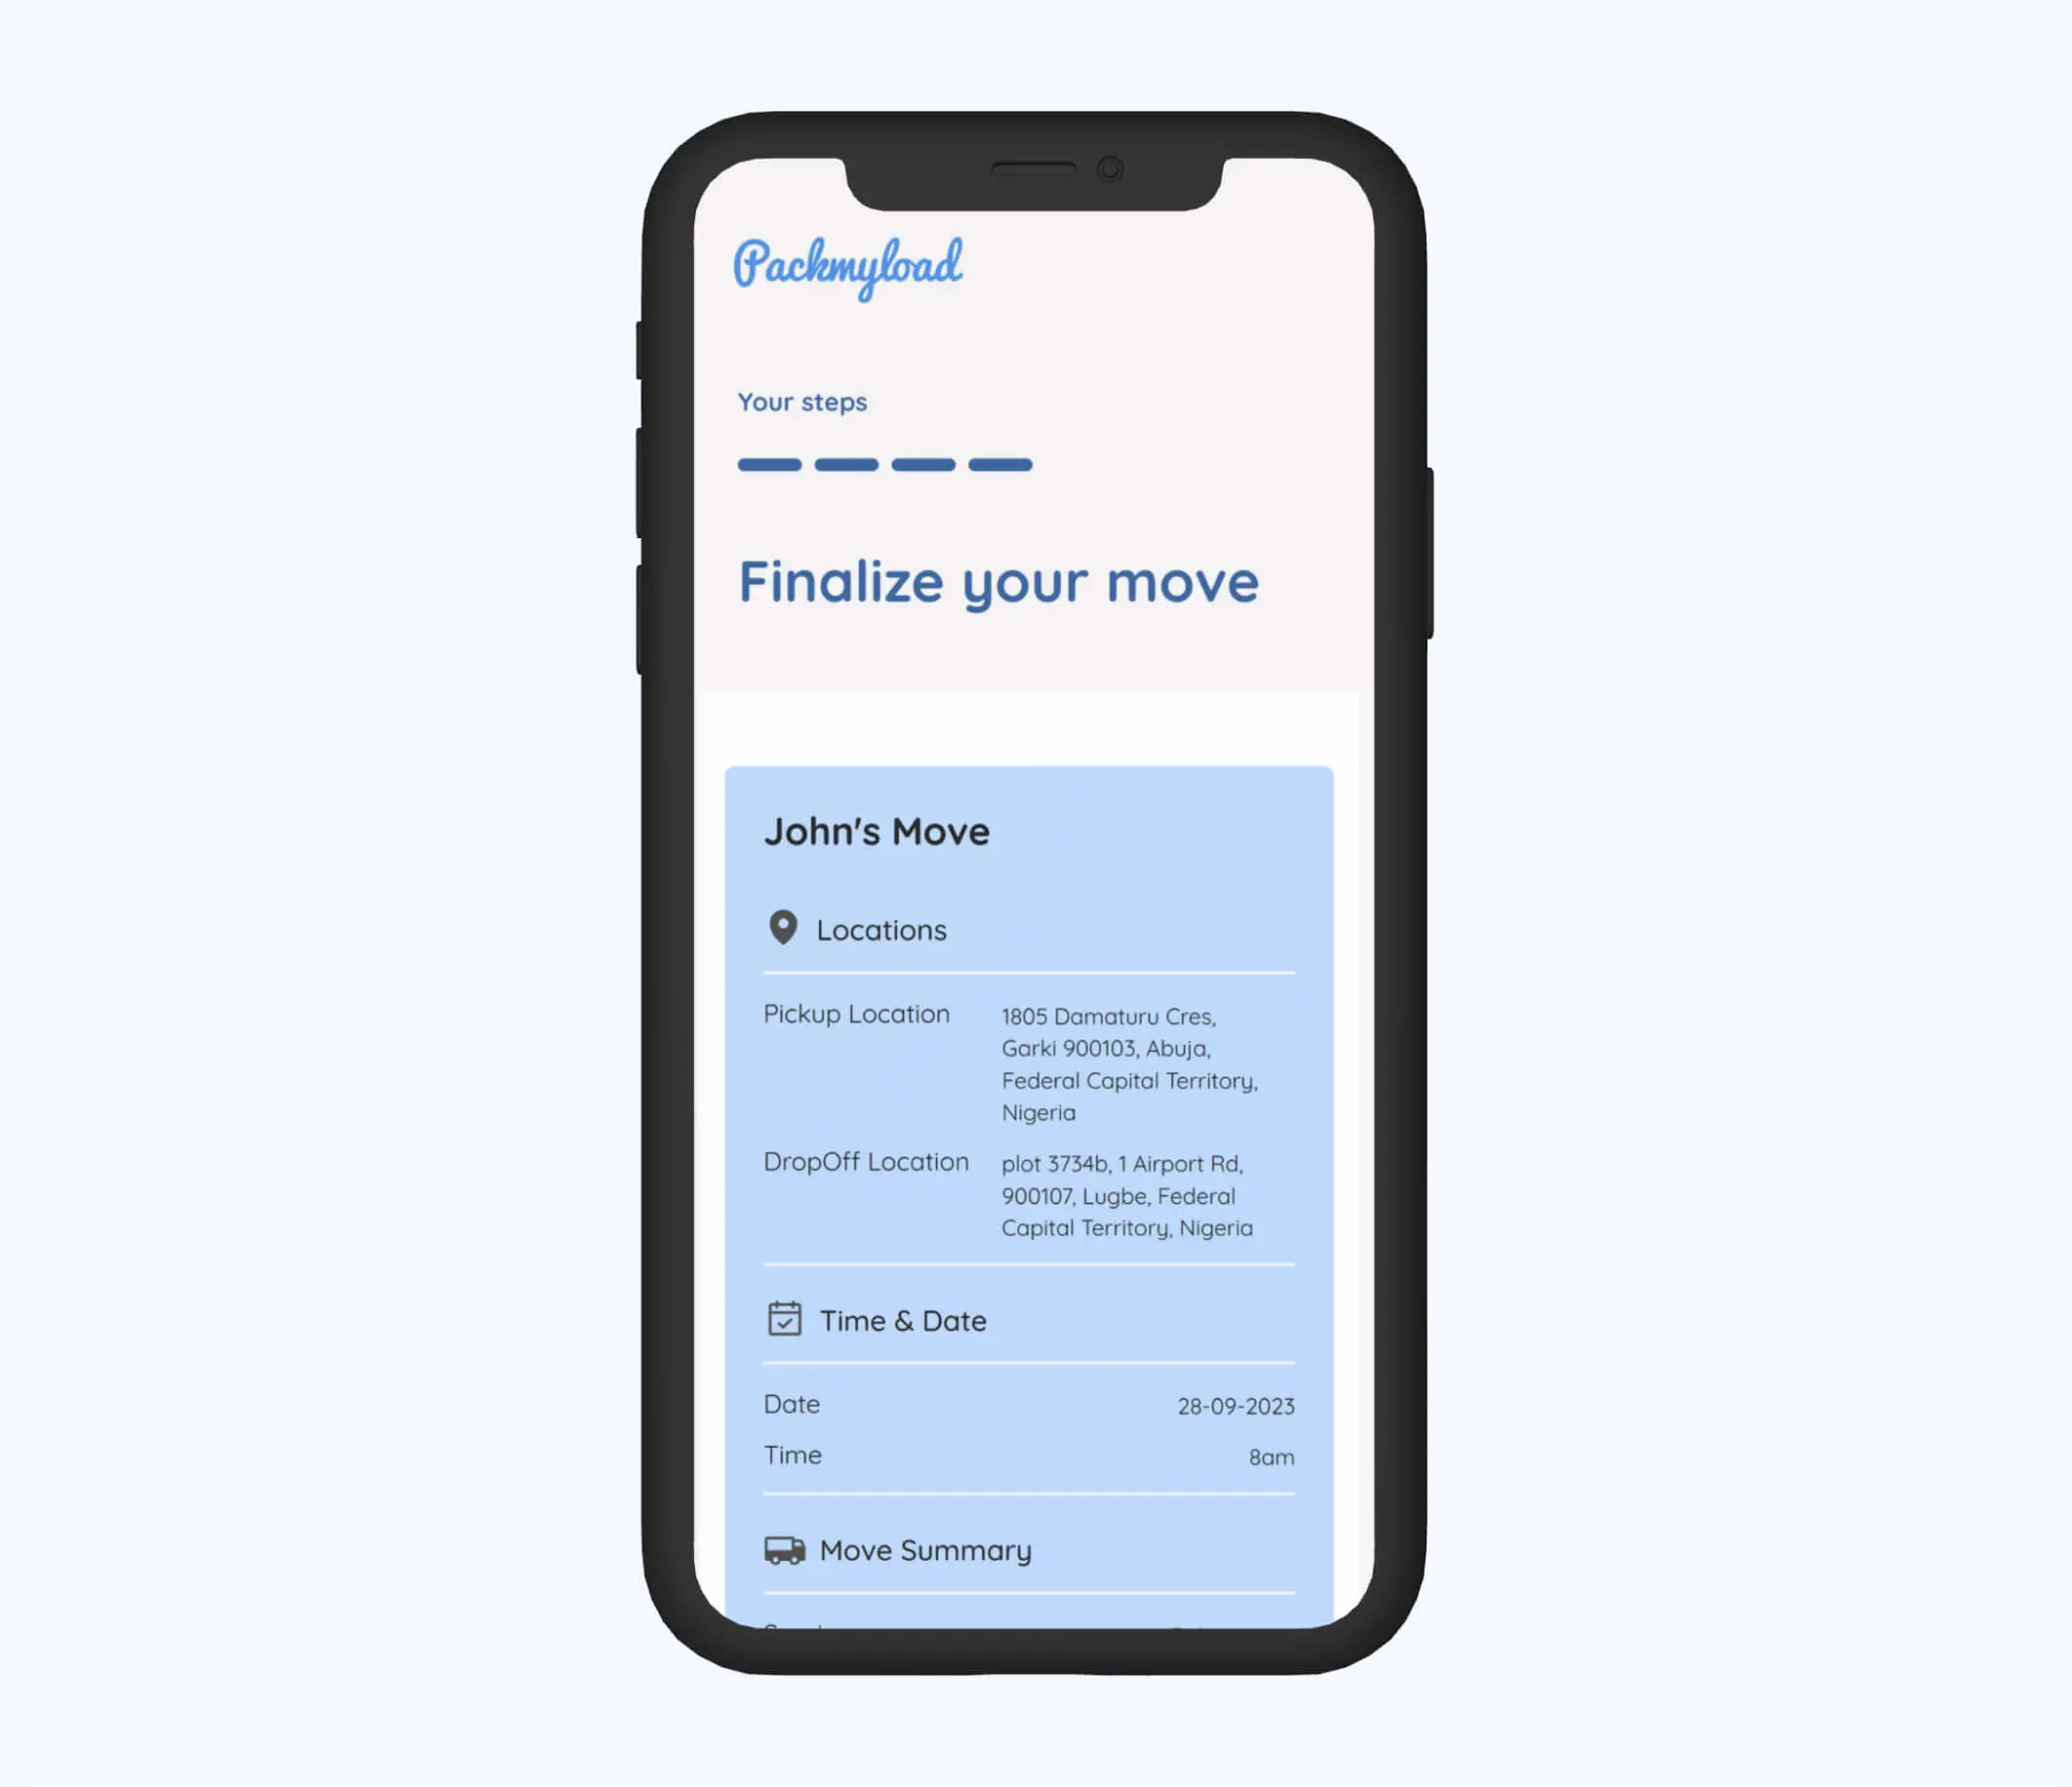 Packmyload
Your steps
Finalize your move
John's Move
Locations
Pickup Location
1805 Damaturu Cres,
Garki 900103, Abuja,
Federal Capital Territory,
Nigeria
DropOff Location
plot 3734b, 1 Airport Rd,
900107, Lugbe, Federal
Capital Territory, Nigeria
Time & Date
Date
28-09-2023
Time
8am
Move Summary